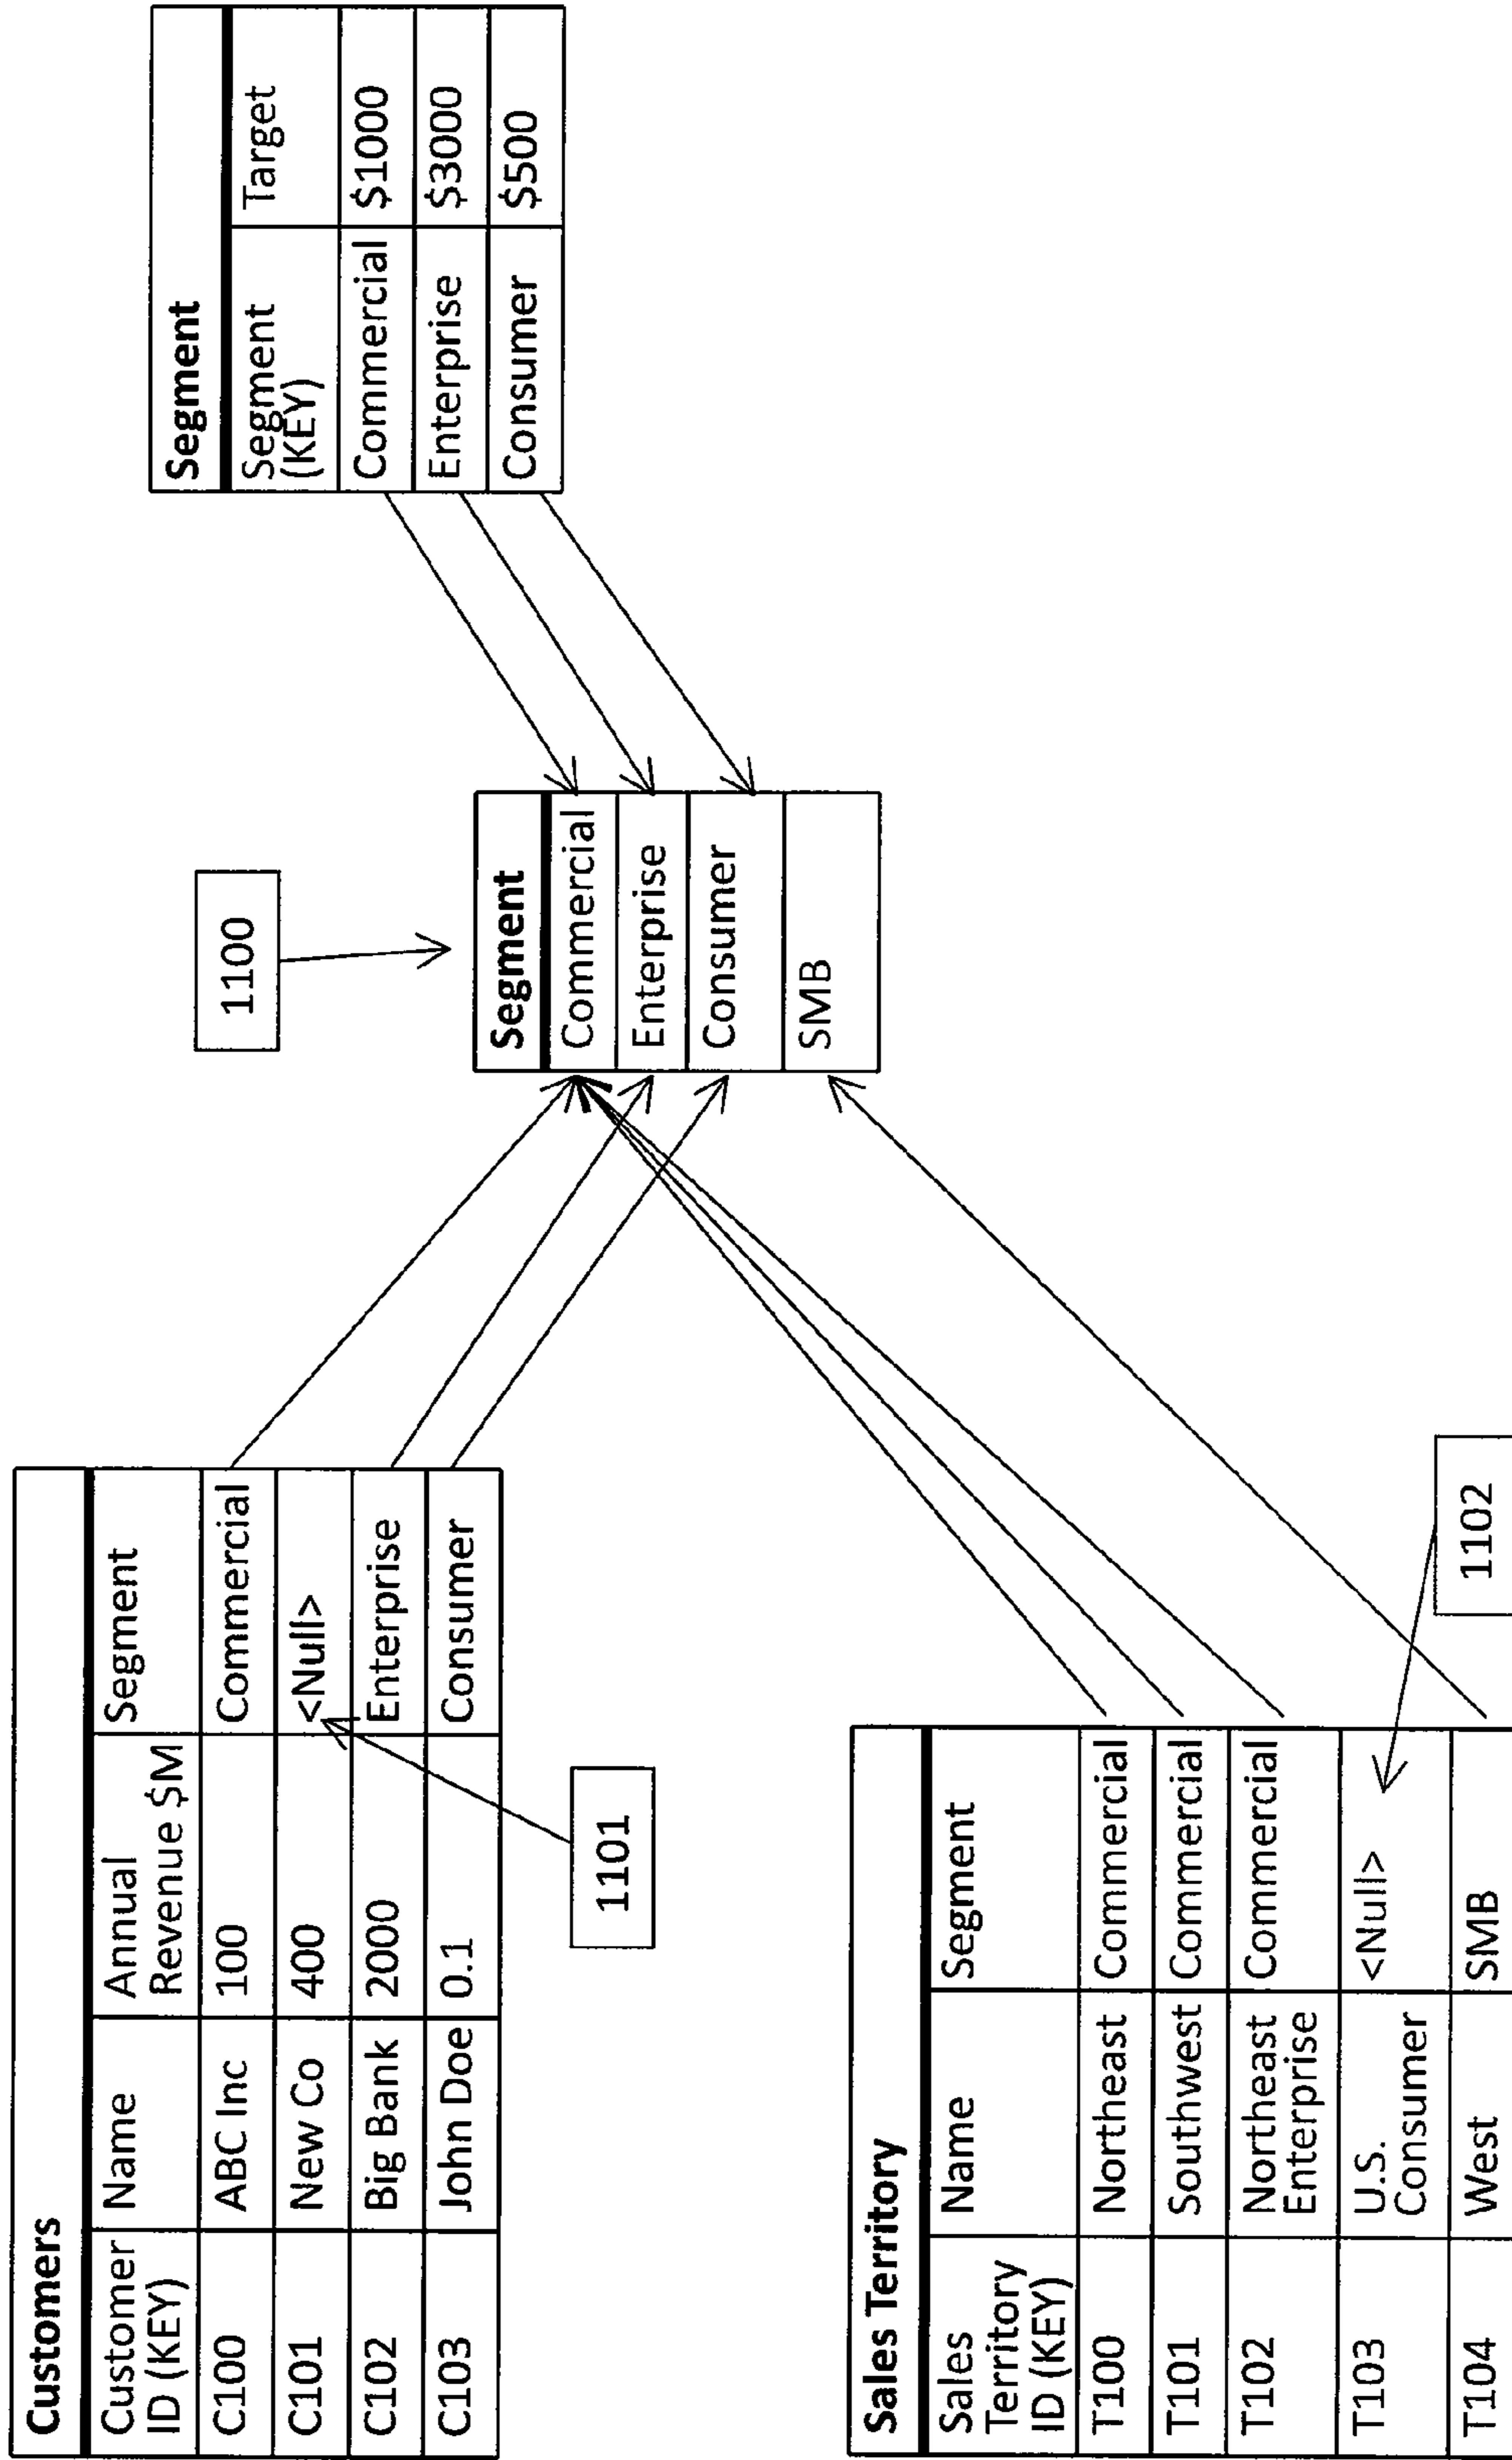 Customers
Customer ID (KEY) Name Annual Revenue $M Segment
C100 ABC Inc 100 Commercial
C101 New Co 400 <Null>
C102 Big Bank 2000 Enterprise
C103 John Doe 0.1 Consumer
1101
Sales Territory
Sales Territory ID (KEY) Name Segment
T100 Northeast Commercial
T101 Southwest Commercial
T102 Northeast Enterprise Commercial
T103 U.S. Consumer <Null>
T104 West SMB
1102
1100
Segment
Commercial
Enterprise
Consumer
SMB
Segment
Segment (KEY) Target
Commercial $1000
Enterprise $3000
Consumer $500